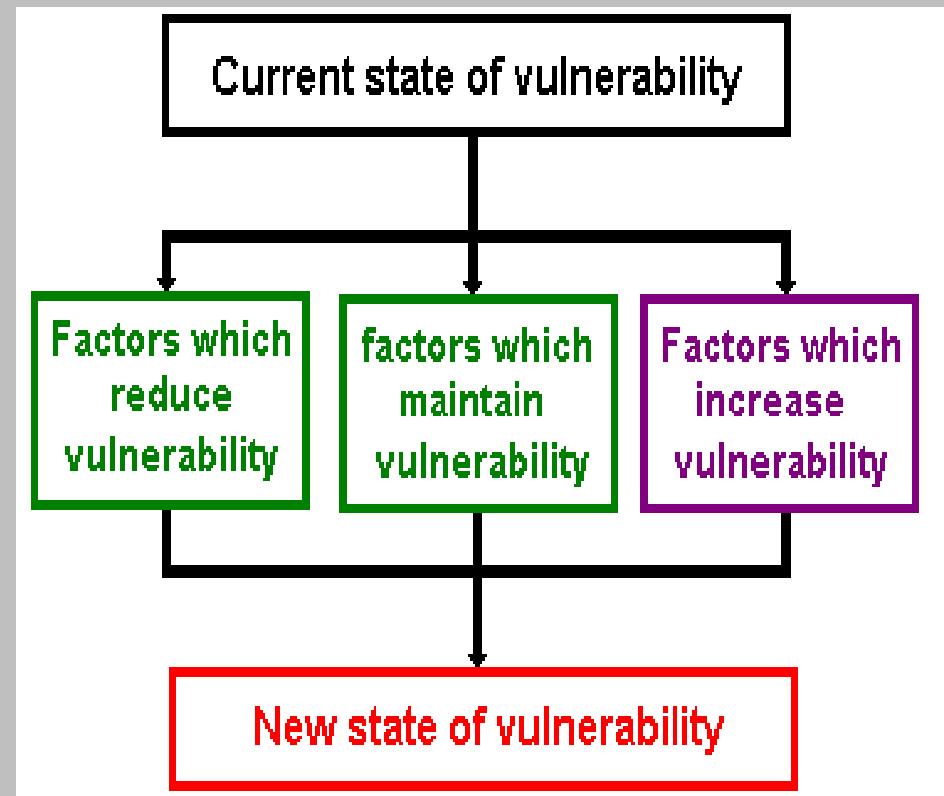 Current state of vulnerability
Factors which
reduce
vulnerability
factors which
maintain
vulnerability
Factors which
increase
vulnerability
New state of vulnerability